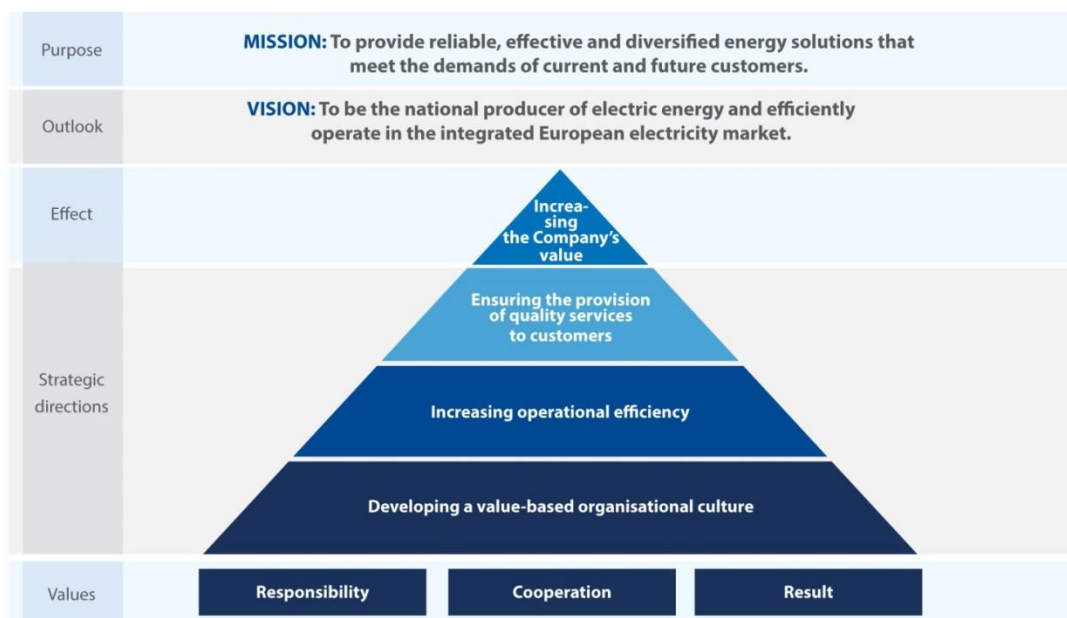 Purpose
MISSION: To provide reliable, effective and diversified energy solutions that
meet the demands of current and future customers.
Outlook
VISION: To be the national producer of electric energy and efficiently
operate in the integrated European electricity market.
Effect
Increa-
sing
the Company's
value
Strategic
directions
Ensuring the provision
of quality services
to customers
Increasing operational efficiency
Developing a value-based organisational culture
Values
Responsibility
Cooperation
Result